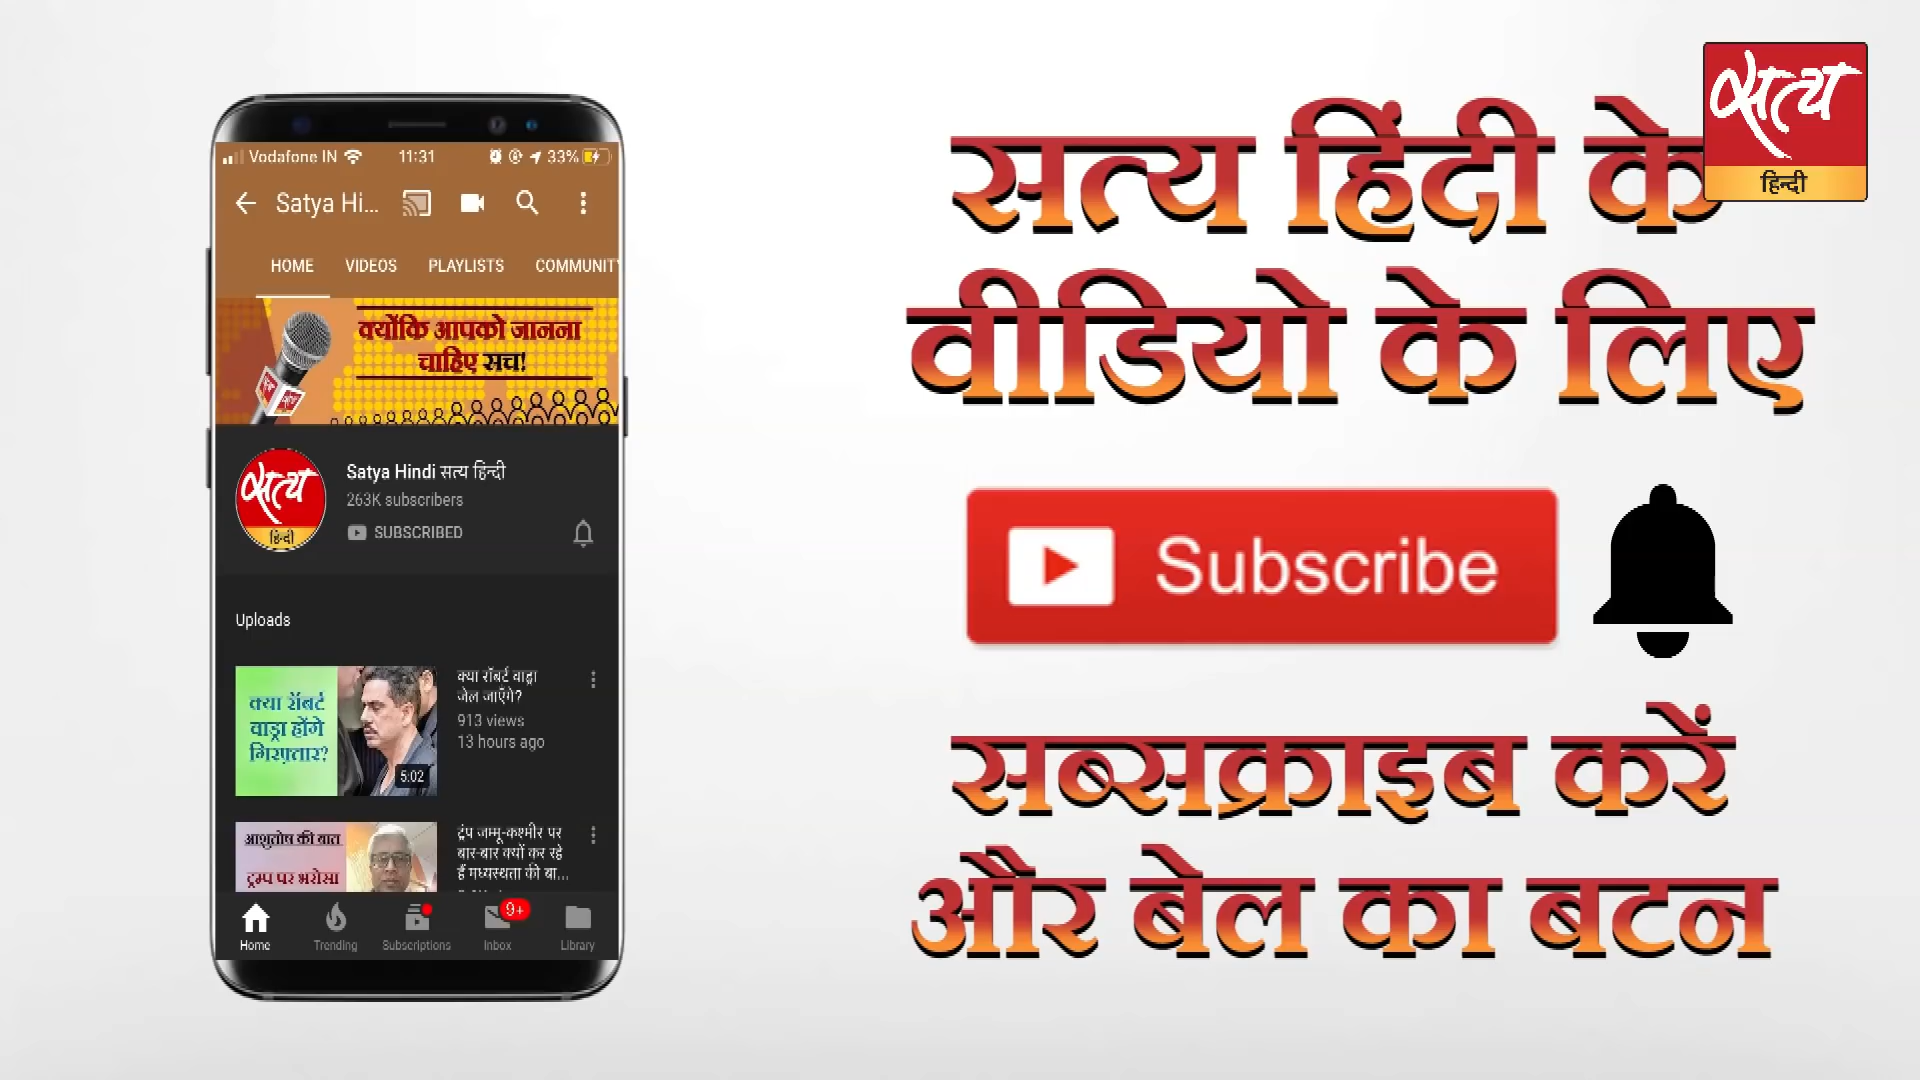 Vodafone IN 11:31 33%
Satya Hi...
HOME VIDEOS PLAYLISTS COMMUNIT
क्योंकि आपको जानना
चाहिए सच!
सत्य
हिन्दी
Satya Hindi सत्य हिन्दी
263K subscribers
SUBSCRIBED
Uploads
क्या रॉबर्ट
वाड्रा होंगे
गिरफ़्तार?
5:02
क्या रॉबर्ट वाड्रा
जेल जाएँगे?
913 views
13 hours ago
आशुतोष की बात
ट्रम्प पर भरोसा
ट्रंप जम्मू-कश्मीर पर
बार-बार क्यों कर रहे
हैं मध्यस्थता की बा...
Home Trending Subscriptions 9+ Inbox Library
सत्य हिंदी के
वीडियो के लिए
Subscribe
सब्सक्राइब करें
और बेल का बटन
सत्य
हिन्दी